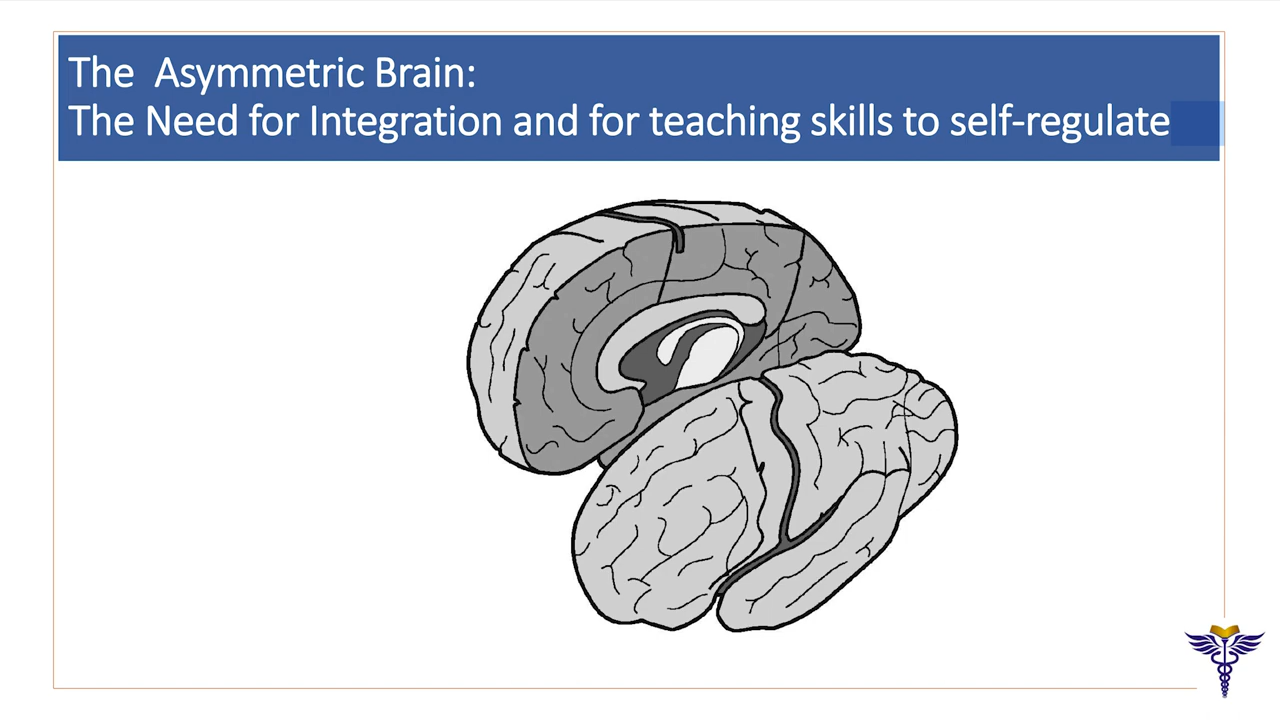 The  Asymmetric Brain:
The Need for Integration and for teaching skills to self-regulate